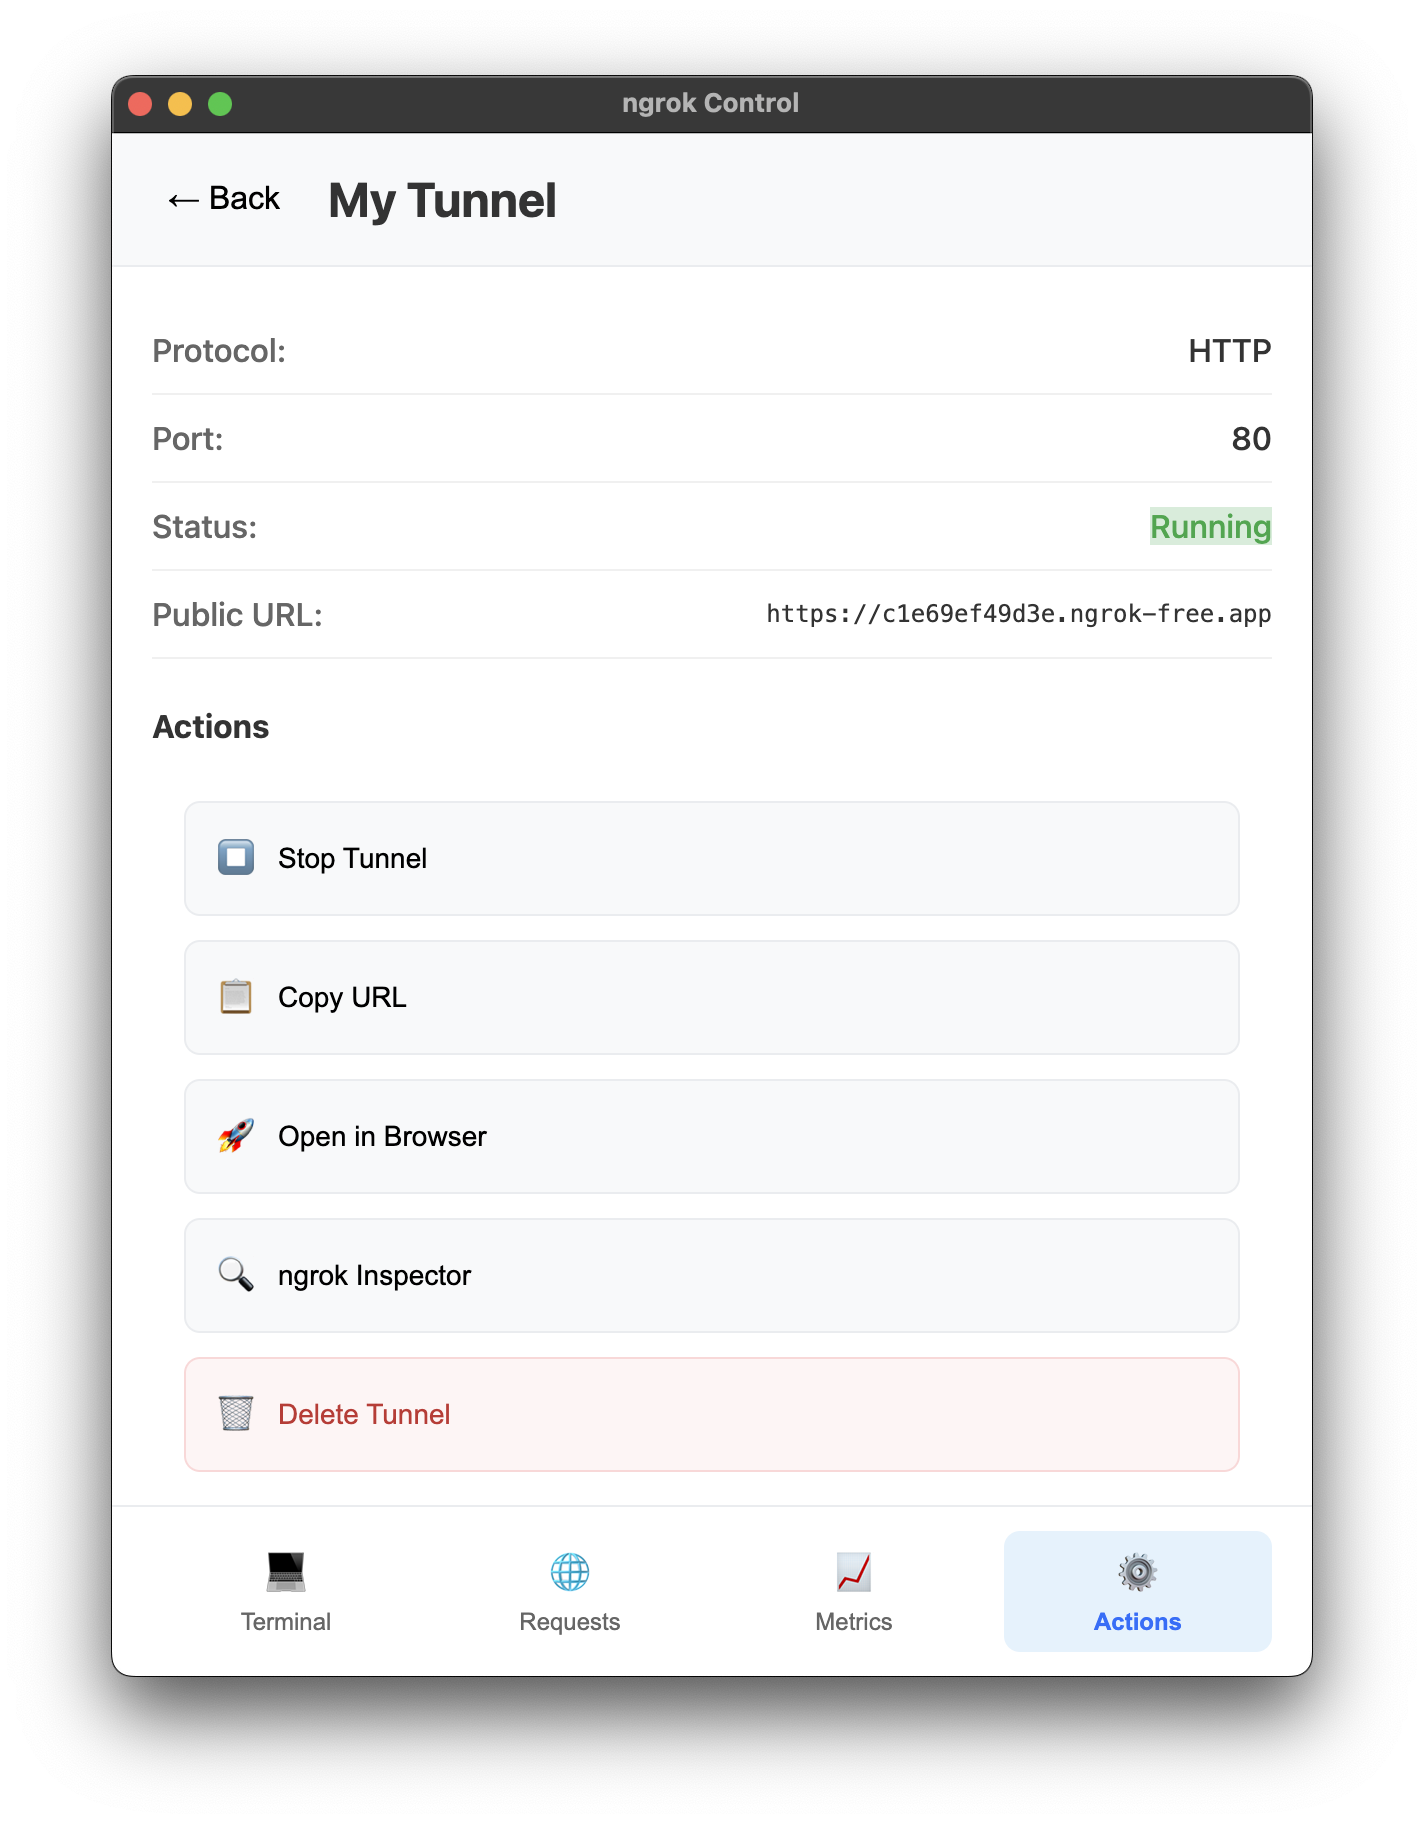 ngrok Control
← Back My Tunnel
Protocol: HTTP
Port: 80
Status: Running
Public URL: https://c1e69ef49d3e.ngrok-free.app
Actions
Stop Tunnel
Copy URL
Open in Browser
ngrok Inspector
Delete Tunnel
Terminal Requests Metrics Actions